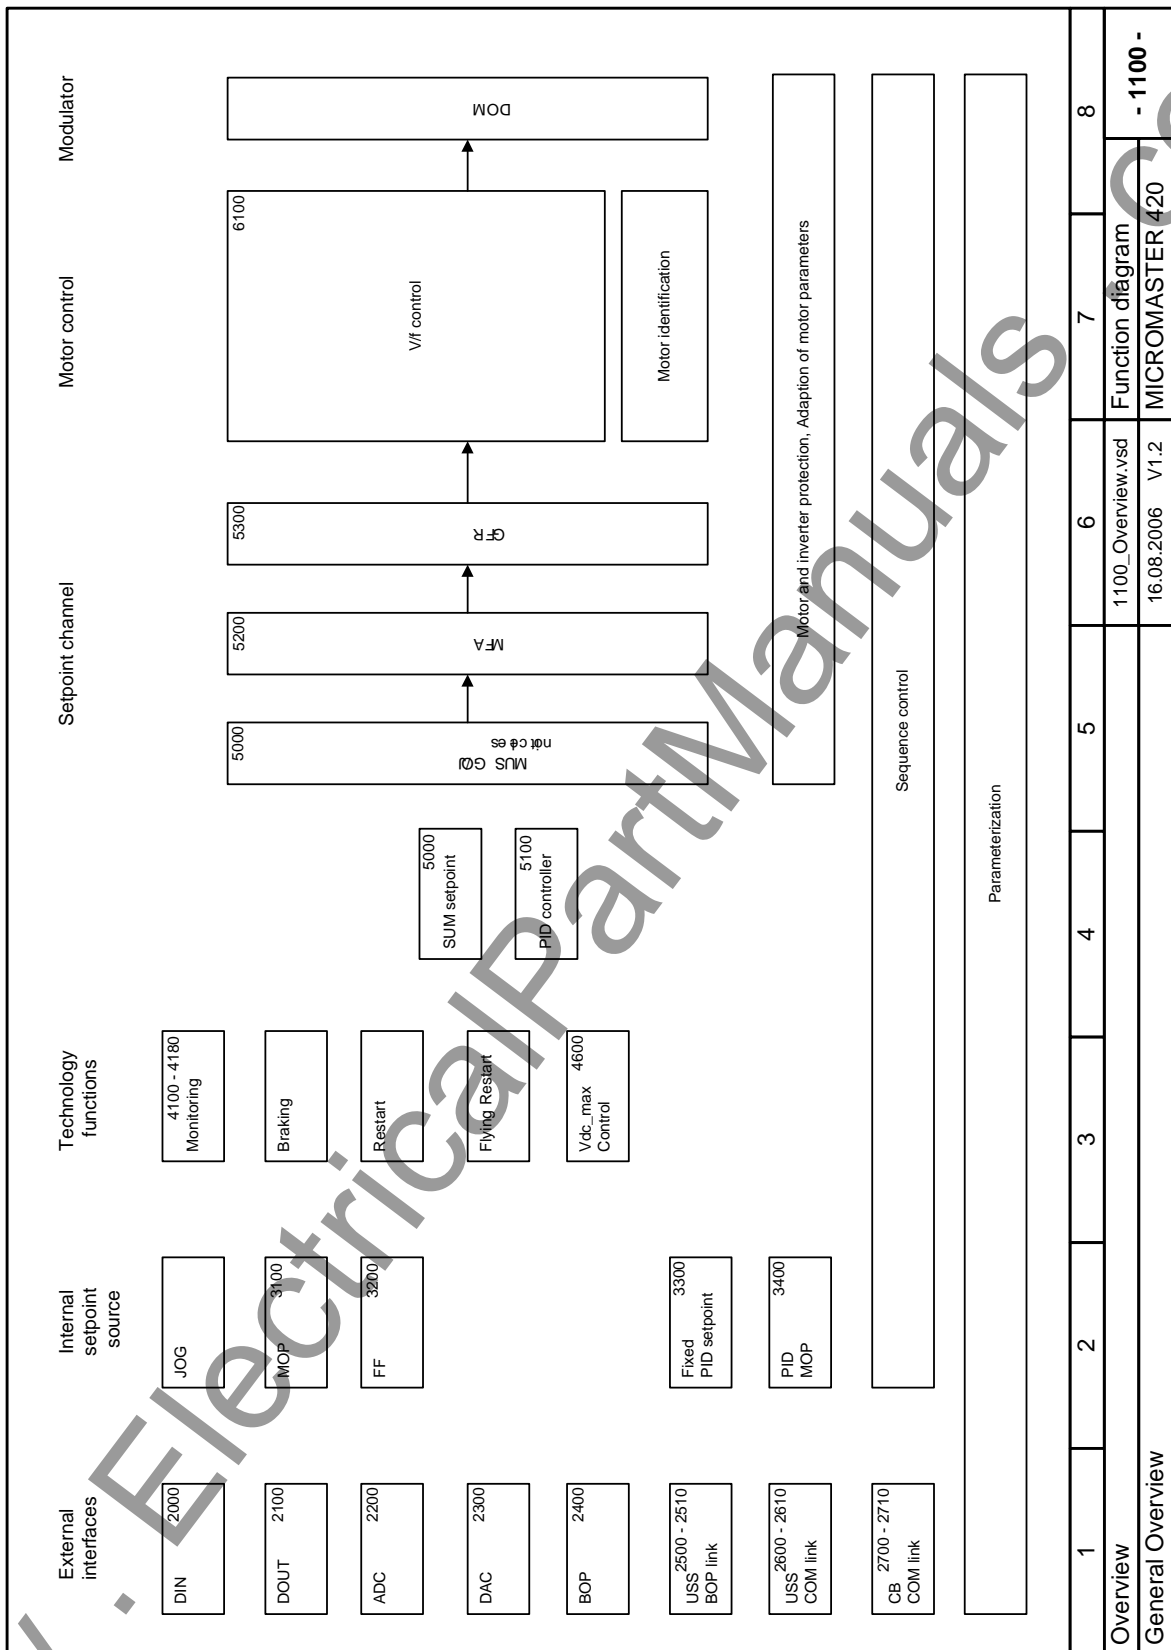 External
interfaces
Internal
setpoint
source
Technology
functions
Setpoint channel
Motor control
Modulator
DIN 2000
DOUT 2100
ADC 2200
DAC 2300
BOP 2400
2500 - 2510
USS
BOP link
2600 - 2610
USS
COM link
2700 - 2710
CB
COM link
JOG
3100
MOP
3200
FF
3300
Fixed
PID setpoint
3400
PID
MOP
4100 - 4180
Monitoring
Braking
Restart
Flying Restart
4600
Vdc_max
Control
5000
SUM setpoint
5100
PID controller
5000
5200
MFA
5300
6100
V/f control
Motor identification
MOD
Motor and inverter protection, Adaption of motor parameters
Sequence control
Parameterization
1 2 3 4 5 6 7 8
Overview 1100_Overview.vsd Function diagram - 1100 -
General Overview 16.08.2006 V1.2 MICROMASTER 420
. ElectricalPartManuals .